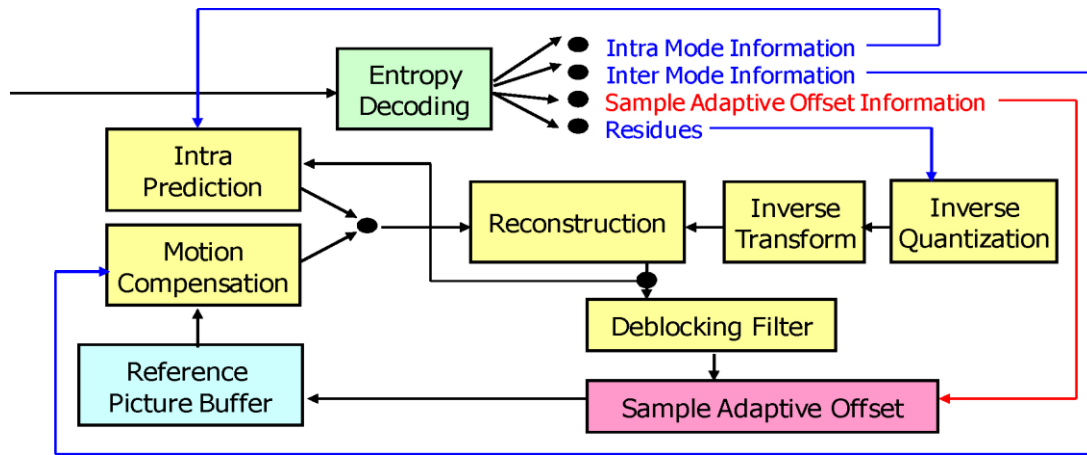 Entropy
Decoding
Intra Mode Information
Inter Mode Information
Sample Adaptive Offset Information
Residues
Intra
Prediction
Motion
Compensation
Reconstruction
Inverse
Transform
Inverse
Quantization
Deblocking Filter
Reference
Picture Buffer
Sample Adaptive Offset